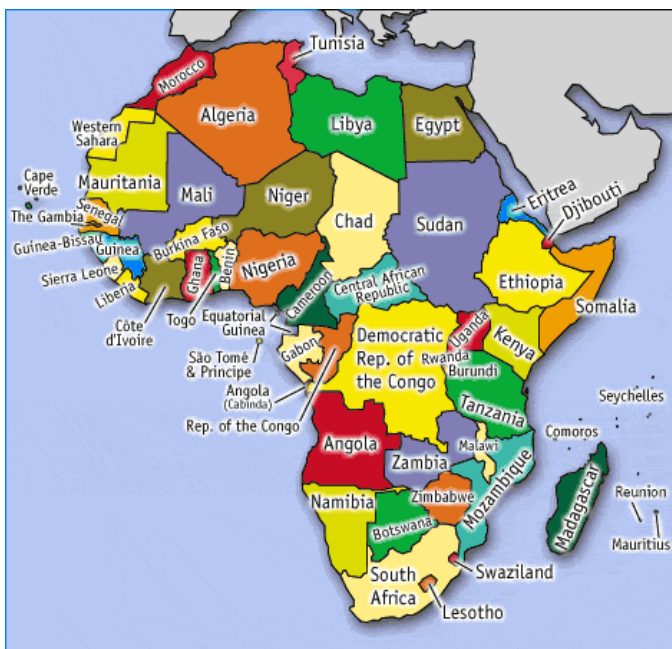 Tunisia
Morocco
Algeria
Libya
Egypt
Western
Sahara
Cape
Verde
Mauritania
Mali
Niger
Chad
Sudan
Eritrea
Djibouti
Senegal
The Gambia
Guinea-Bissau
Guinea
Burkina Faso
Sierra Leone
Liberia
Côte
d'Ivoire
Ghana
Togo
Benin
Nigeria
Cameroon
Central African
Republic
Ethiopia
Somalia
Equatorial
Guinea
São Tomé
& Principe
Gabon
Angola
(Cabinda)
Rep. of the Congo
Democratic
Rep. of
the Congo
Uganda
Rwanda
Burundi
Kenya
Tanzania
Seychelles
Comoros
Angola
Zambia
Malawi
Mozambique
Madagascar
Reunion
Mauritius
Namibia
Botswana
Zimbabwe
South
Africa
Swaziland
Lesotho